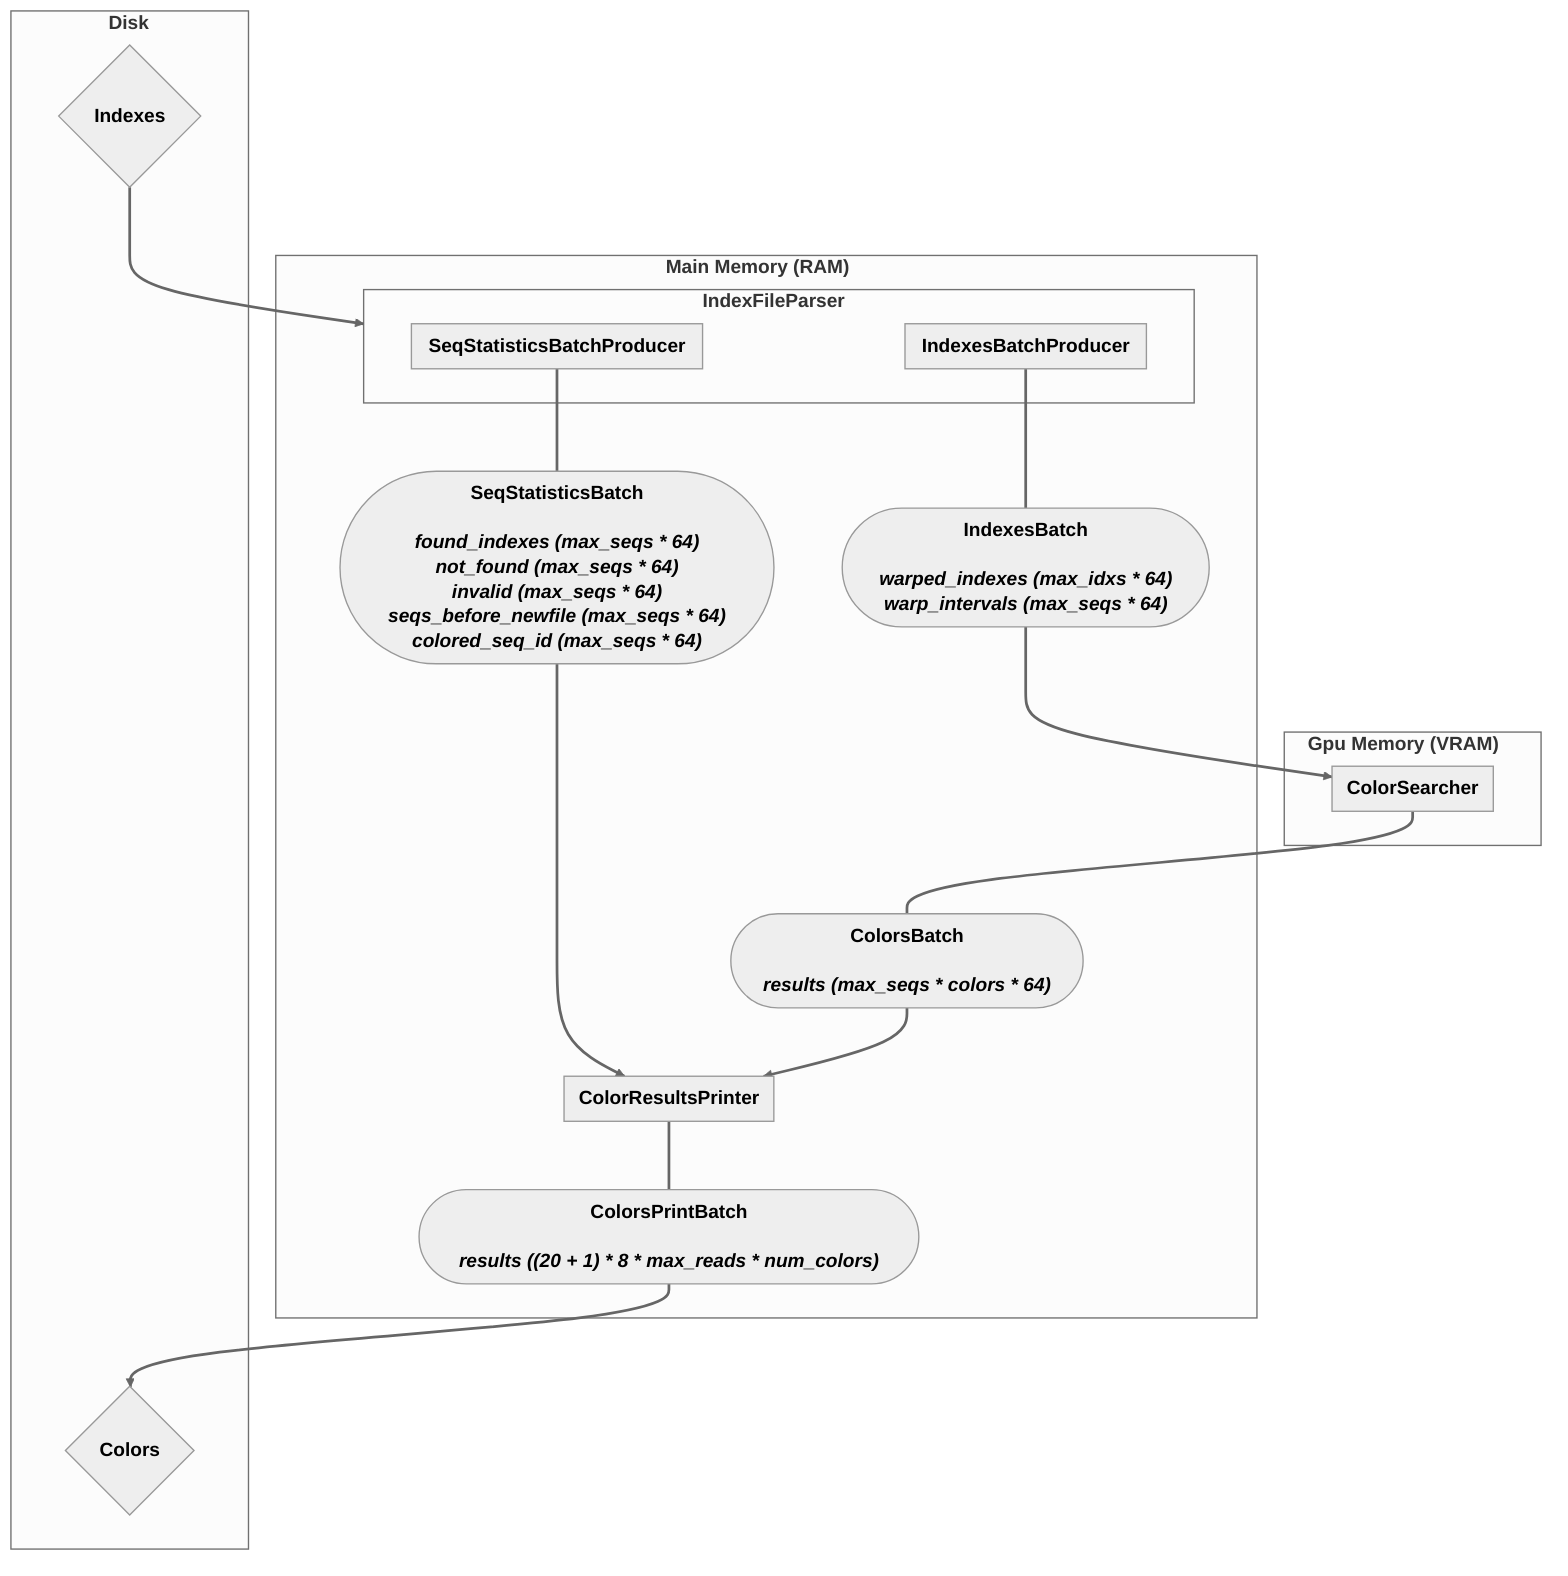 Disk
Indexes
Main Memory (RAM)
IndexFileParser
SeqStatisticsBatchProducer
IndexesBatchProducer
SeqStatisticsBatch
found_indexes (max_seqs * 64)
not_found (max_seqs * 64)
invalid (max_seqs * 64)
seqs_before_newfile (max_seqs * 64)
colored_seq_id (max_seqs * 64)
IndexesBatch
warped_indexes (max_idxs * 64)
warp_intervals (max_seqs * 64)
Gpu Memory (VRAM)
ColorSearcher
ColorsBatch
results (max_seqs * colors * 64)
ColorResultsPrinter
ColorsPrintBatch
results ((20 + 1) * 8 * max_reads * num_colors)
Colors